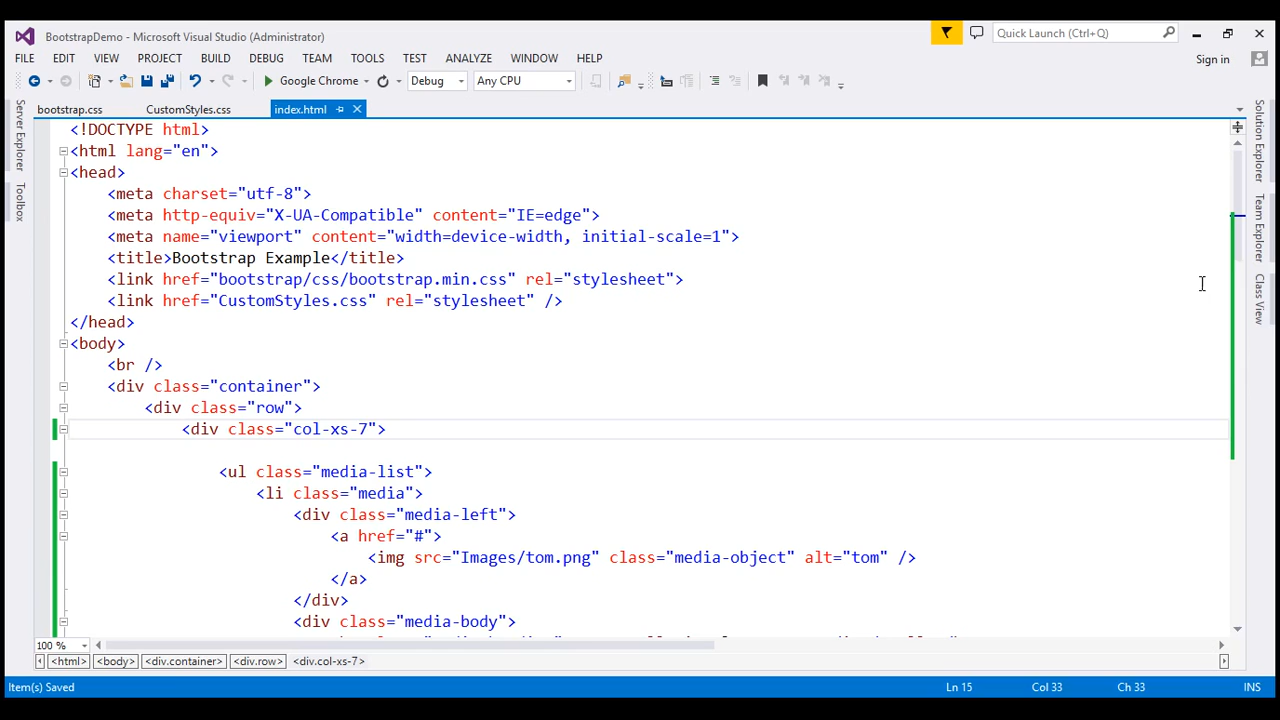 BootstrapDemo - Microsoft Visual Studio (Administrator)
Quick Launch (Ctrl+Q)
FILE EDIT VIEW PROJECT BUILD DEBUG TEAM TOOLS TEST ANALYZE WINDOW HELP
Sign in
Google Chrome Debug Any CPU
bootstrap.css CustomStyles.css index.html
Server Explorer
Toolbox
Solution Explorer
Team Explorer
Class View
<!DOCTYPE html>
<html lang="en">
<head>
<meta charset="utf-8">
<meta http-equiv="X-UA-Compatible" content="IE=edge">
<meta name="viewport" content="width=device-width, initial-scale=1">
<title>Bootstrap Example</title>
<link href="bootstrap/css/bootstrap.min.css" rel="stylesheet">
<link href="CustomStyles.css" rel="stylesheet" />
</head>
<body>
<br />
<div class="container">
<div class="row">
<div class="col-xs-7">
<ul class="media-list">
<li class="media">
<div class="media-left">
<a href="#">
<img src="Images/tom.png" class="media-object" alt="tom" />
</a>
</div>
<div class="media-body">
100 %
<html> <body> <div.container> <div.row> <div.col-xs-7>
Item(s) Saved Ln 15 Col 33 Ch 33 INS